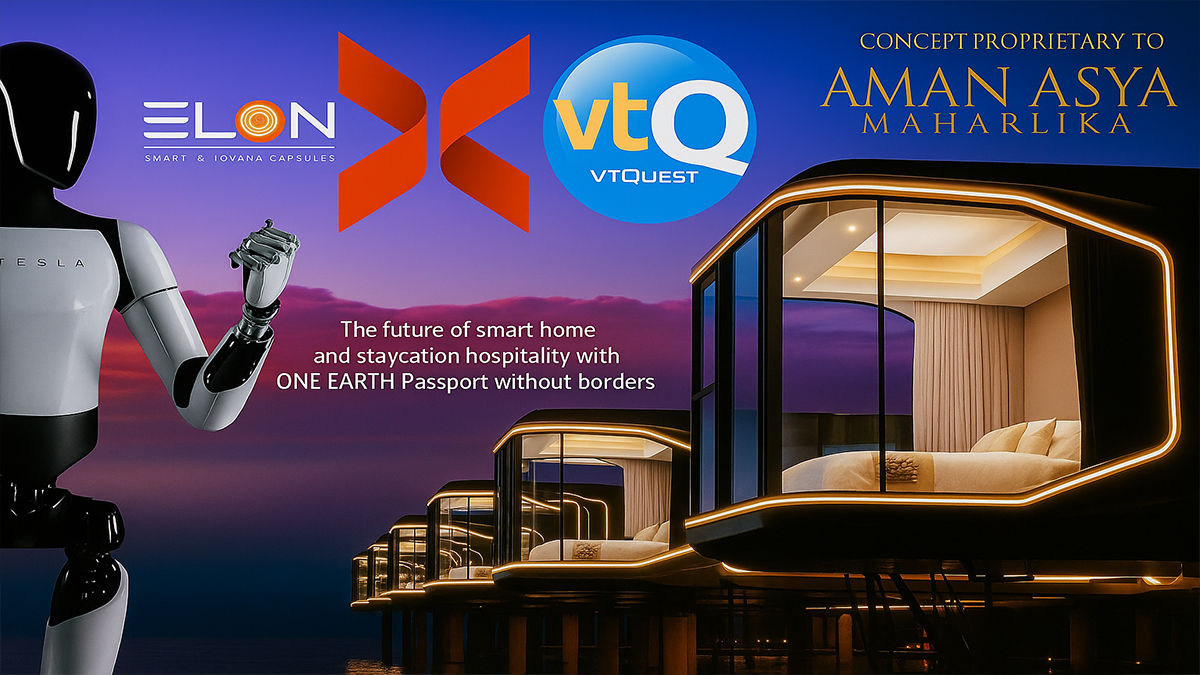 TESLA
ELON
SMART & IOVANA CAPSULES
vtQ
VTQUEST
CONCEPT PROPRIETARY TO
AMAN ASYA
MAHARLIKA
The future of smart home
and staycation hospitality with
ONE EARTH Passport without borders